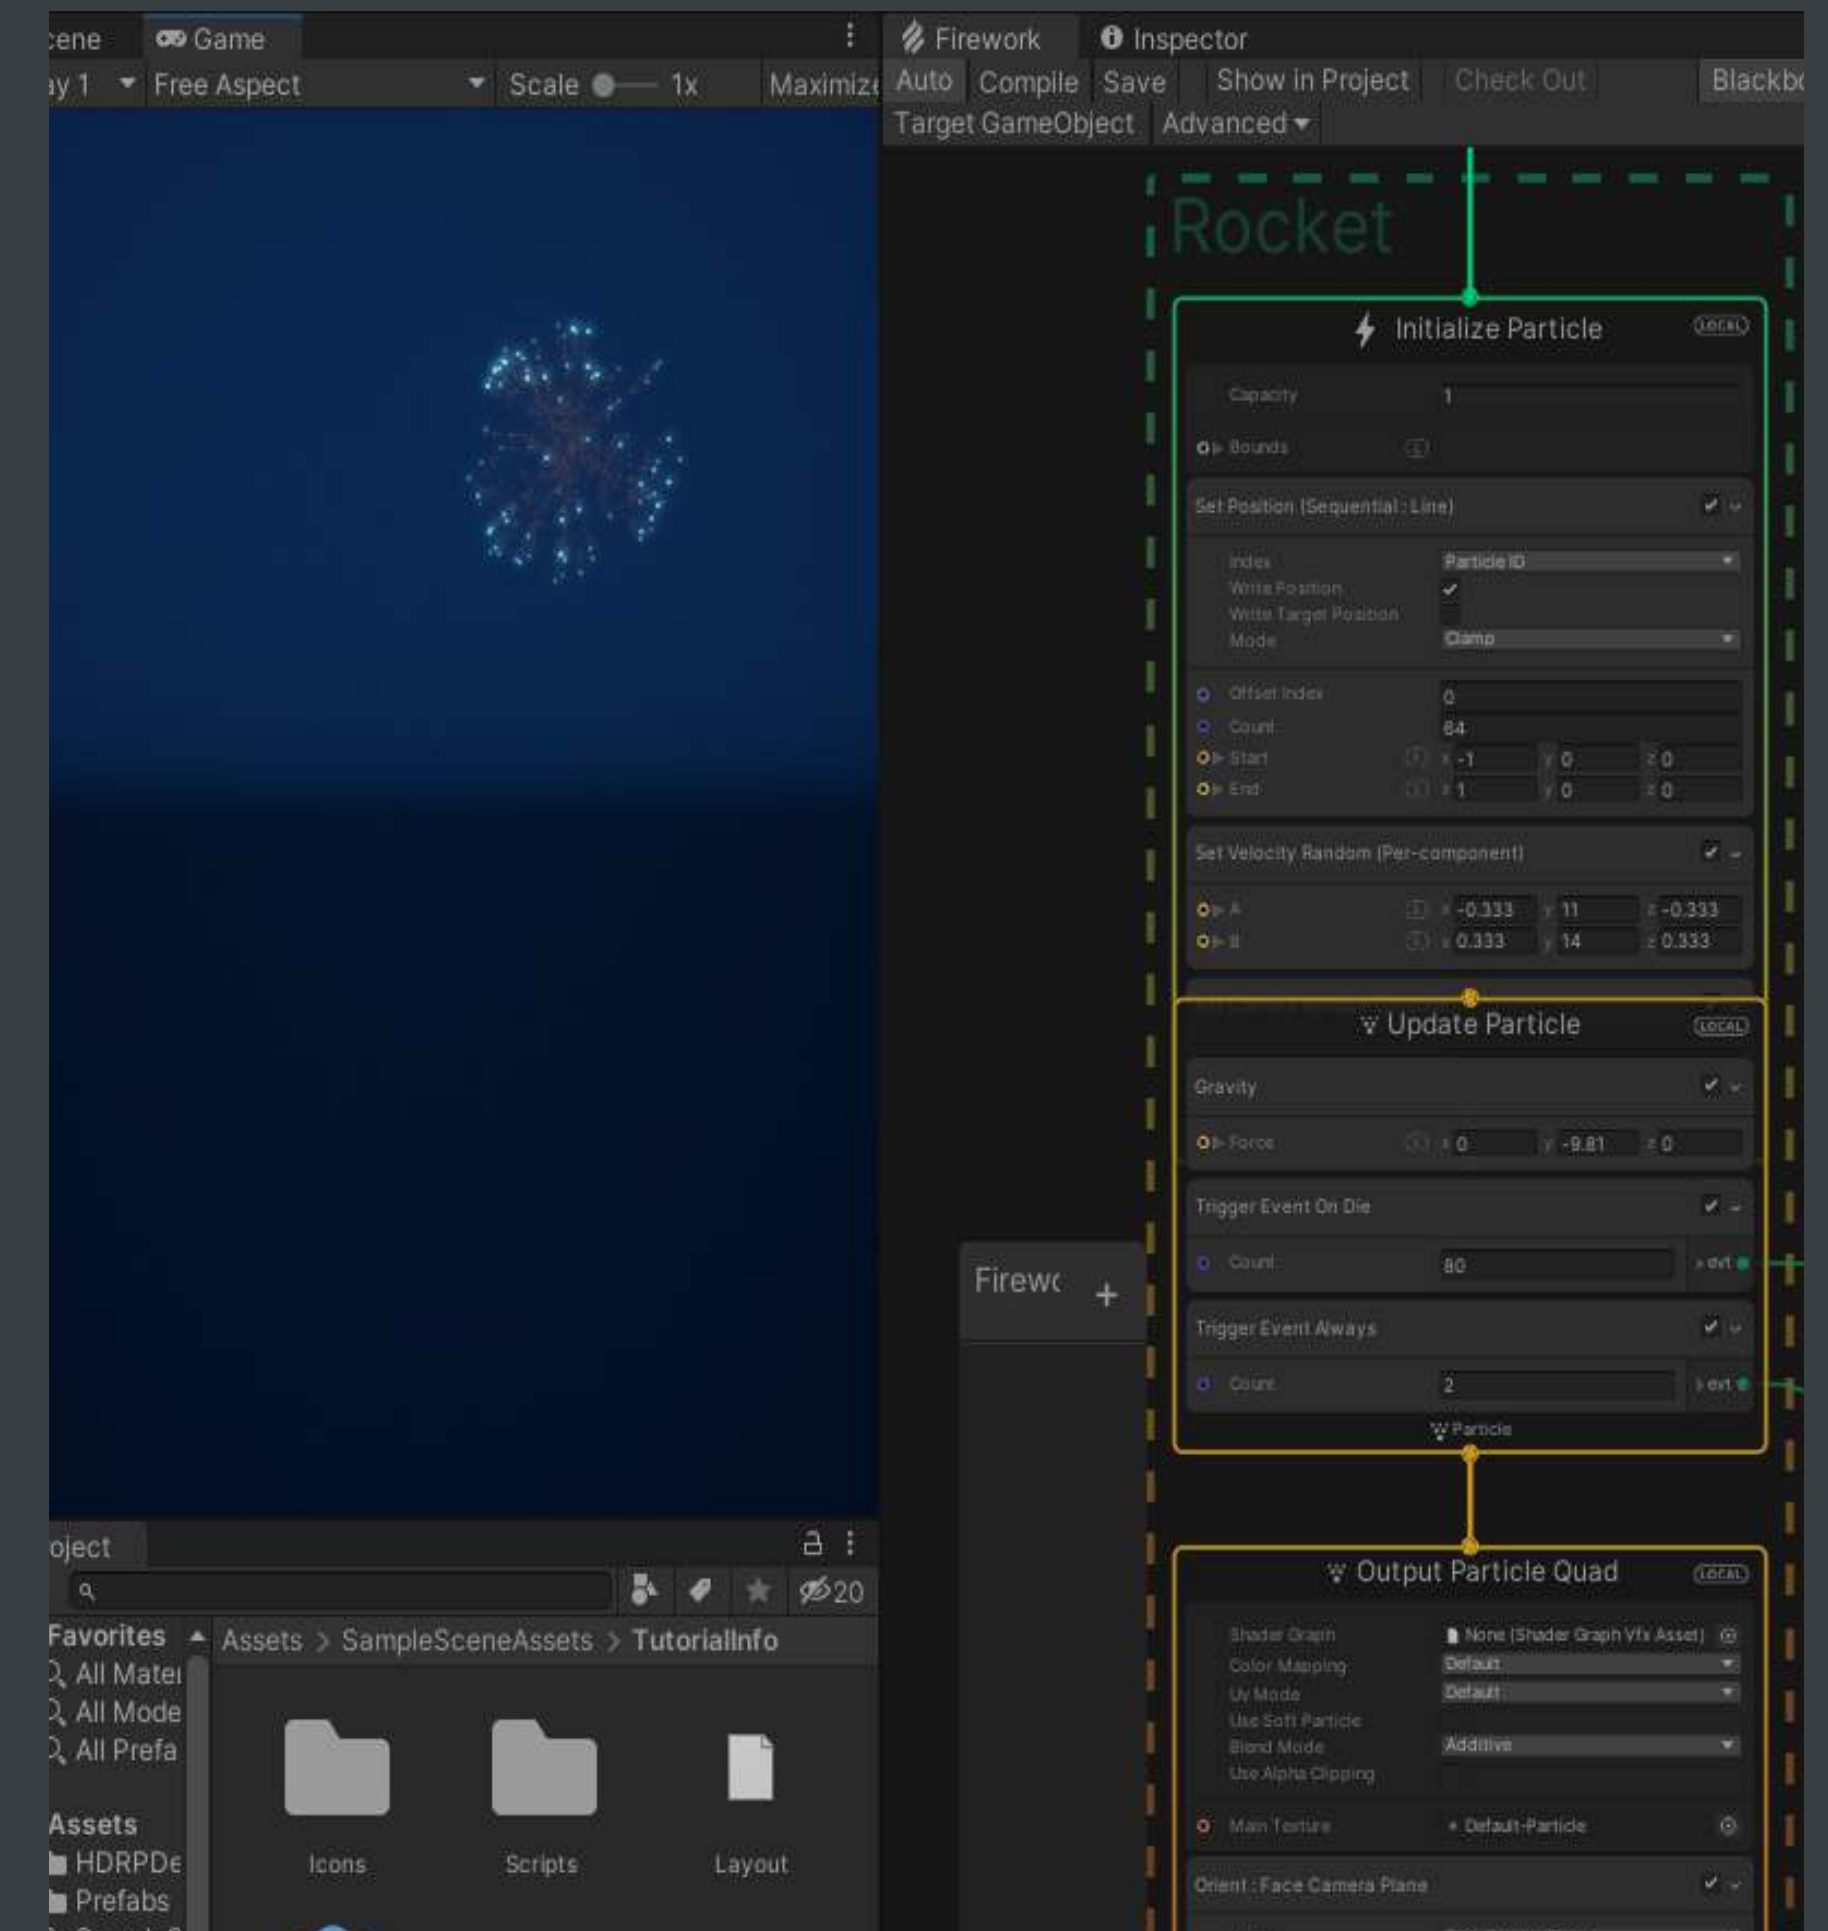 cene
Game
ay 1
Free Aspect
Scale
1x
Maximize
Firework
Inspector
Auto
Compile
Save
Show in Project
Check Out
Blackbo
Target GameObject
Advanced
Rocket
Initialize Particle
LOCAL
Capacity
1
Bounds
Set Position (Sequential : Line)
Index
Particle ID
Write Position
Write Target Position
Mode
Clamp
Offset Index
0
Count
64
Start
x -1
y 0
z 0
End
x 1
y 0
z 0
Set Velocity Random (Per-component)
A
x -0.333
y 11
z -0.333
B
x 0.333
y 14
z 0.333
Update Particle
LOCAL
Gravity
Force
x 0
y -9.81
z 0
Trigger Event On Die
Count
80
evt
Trigger Event Always
Count
2
evt
Particle
Firewo
+
Output Particle Quad
LOCAL
Shader Graph
None (Shader Graph Vfx Asset)
Color Mapping
Default
Uv Mode
Default
Use Soft Particle
Blend Mode
Additive
Use Alpha Clipping
Main Texture
Default-Particle
Orient : Face Camera Plane
oject
20
Favorites
All Mater
All Mode
All Prefa
Assets
HDRPDe
Prefabs
Assets > SampleSceneAssets > TutorialInfo
Icons
Scripts
Layout